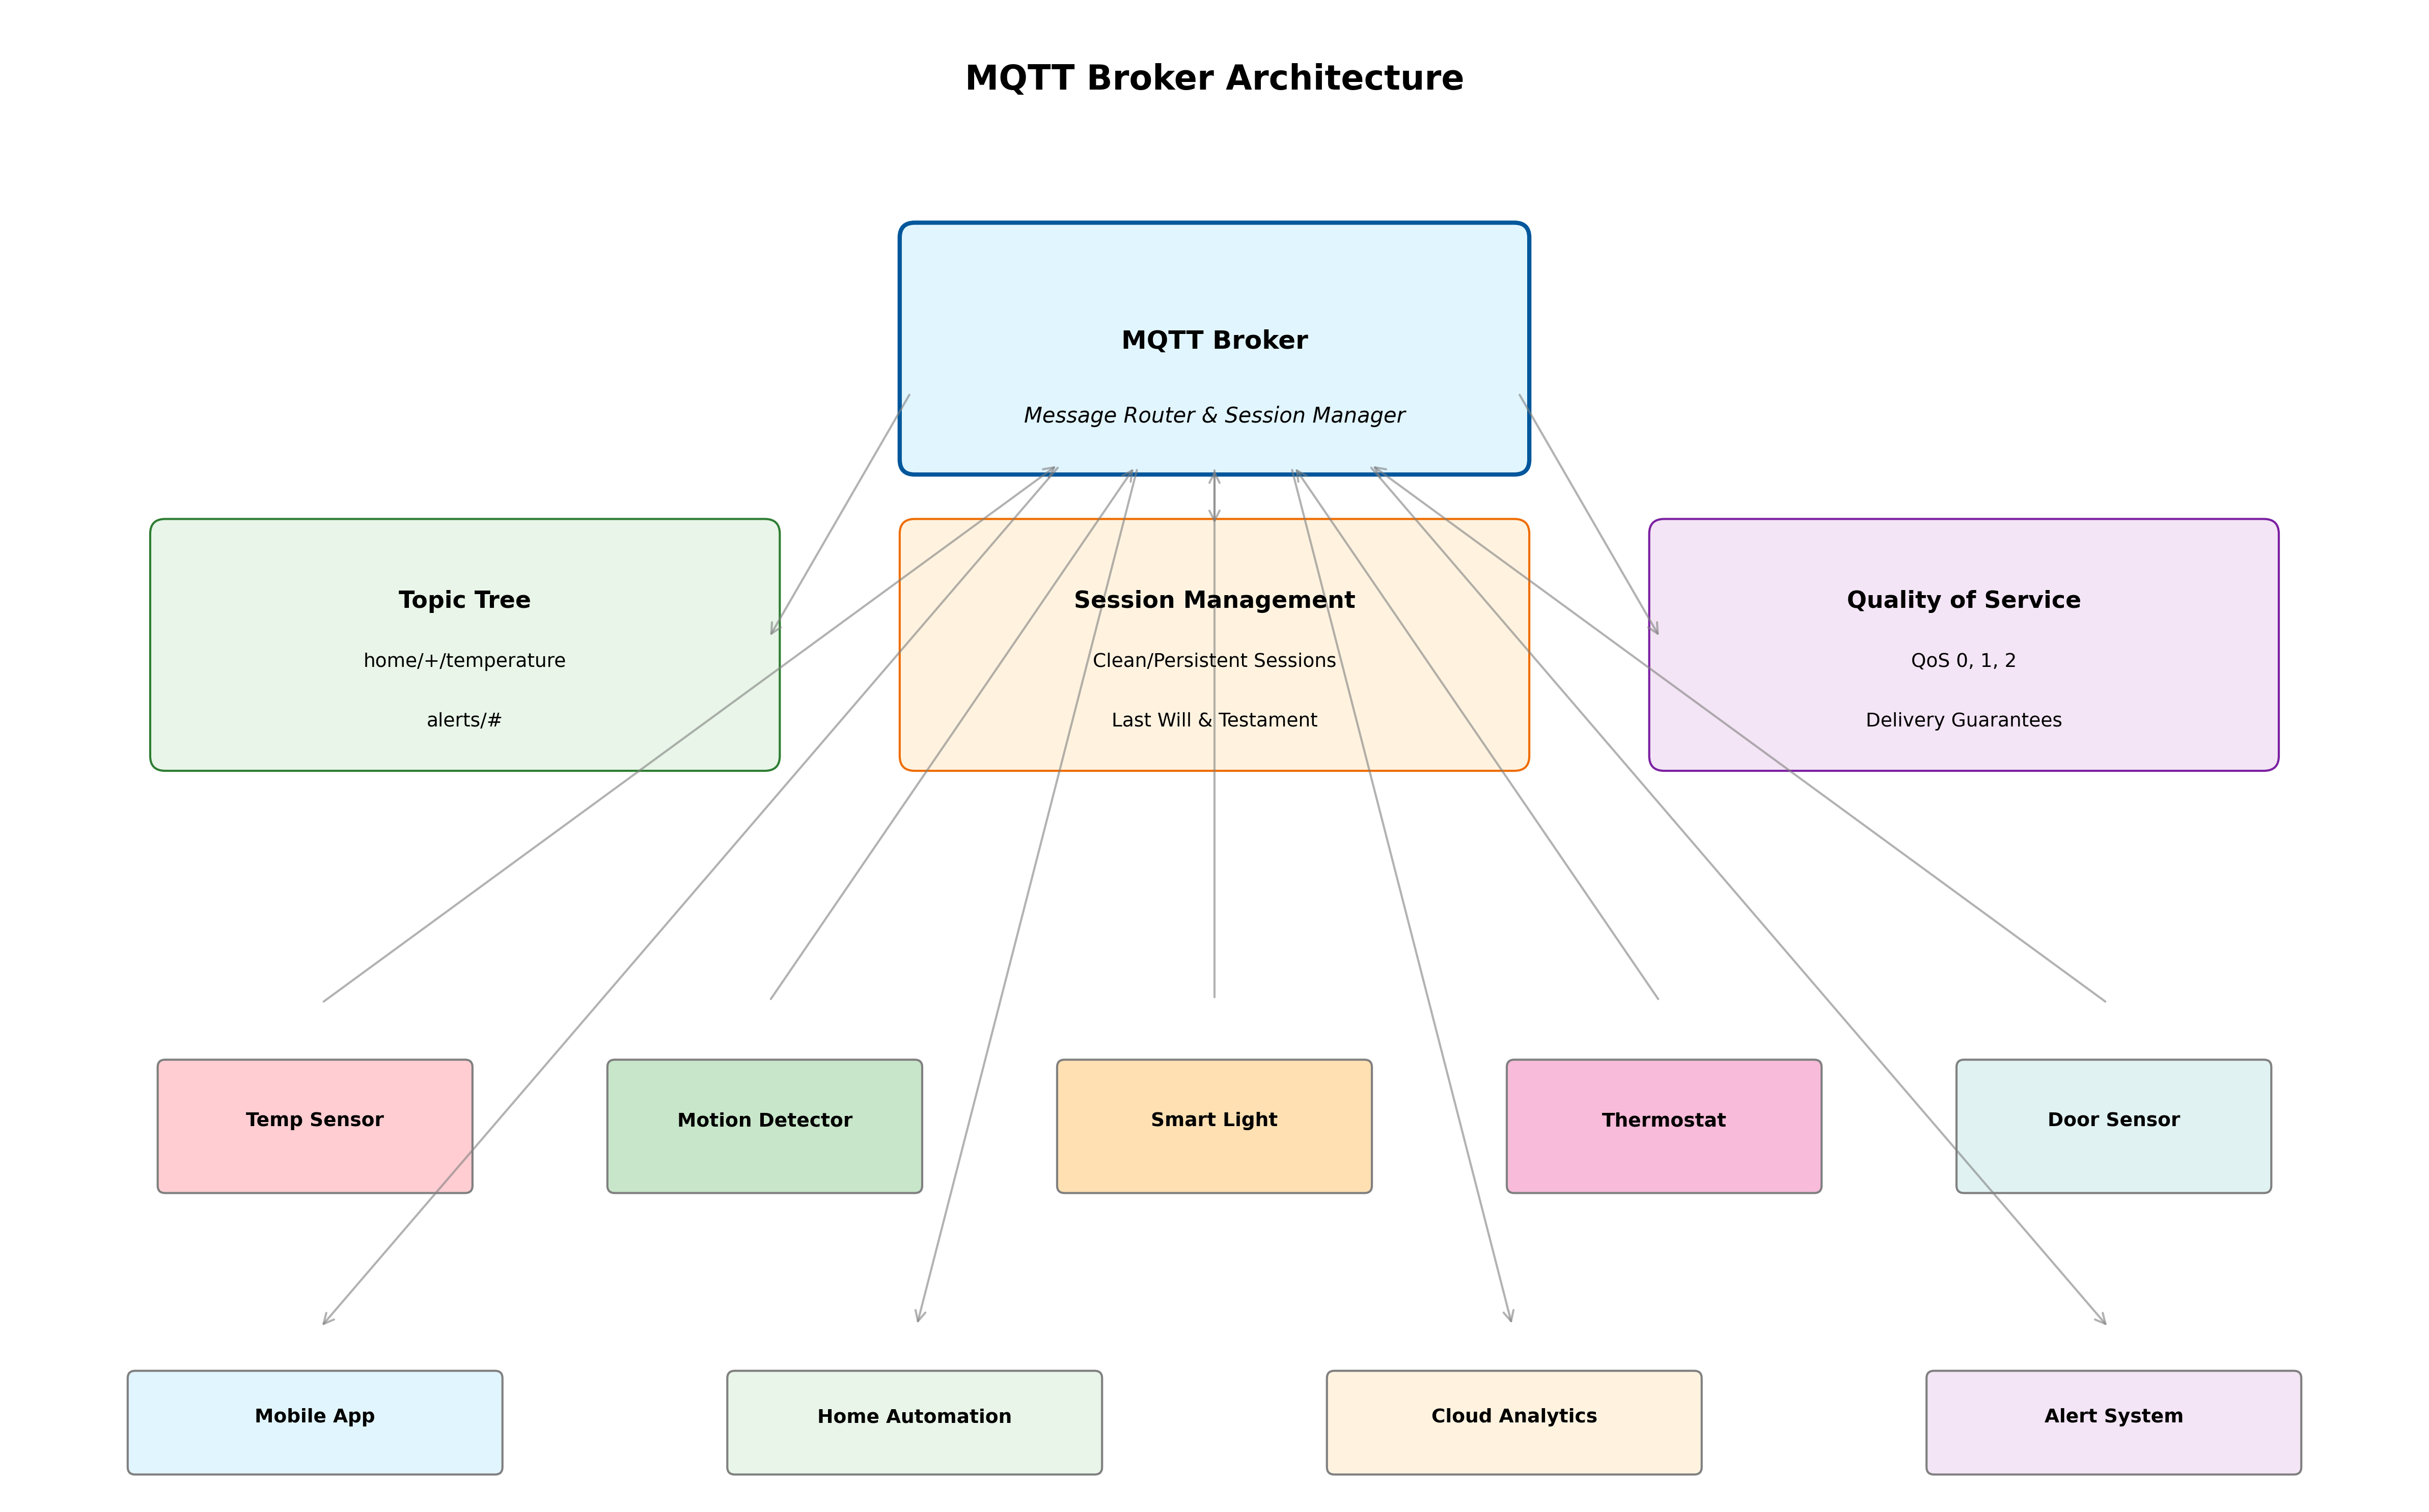 MQTT Broker Architecture
MQTT Broker
Message Router & Session Manager
Topic Tree
home/+/temperature
alerts/#
Session Management
Clean/Persistent Sessions
Last Will & Testament
Quality of Service
QoS 0, 1, 2
Delivery Guarantees
Temp Sensor
Motion Detector
Smart Light
Thermostat
Door Sensor
Mobile App
Home Automation
Cloud Analytics
Alert System